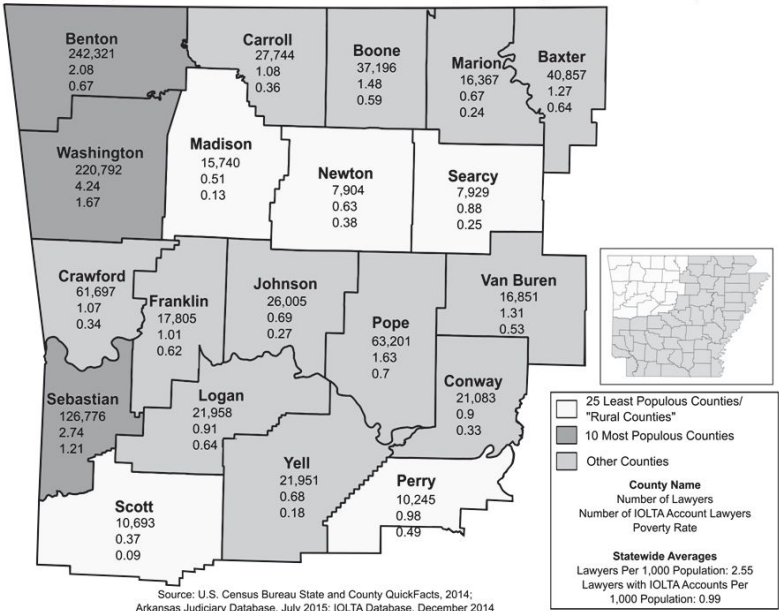 Benton
242,321
2.08
0.67
Carroll
27,744
1.08
0.36
Boone
37,196
1.48
0.59
Marion
16,367
0.67
0.24
Baxter
40,857
1.27
0.64
Washington
220,792
4.24
1.67
Madison
15,740
0.51
0.13
Newton
7,904
0.63
0.38
Searcy
7,929
0.88
0.25
Crawford
61,697
1.07
0.34
Franklin
17,805
1.01
0.62
Johnson
26,005
0.69
0.27
Pope
63,201
1.63
0.7
Van Buren
16,851
1.31
0.53
Sebastian
126,776
2.74
1.21
Logan
21,958
0.91
0.64
Conway
21,083
0.9
0.33
Yell
21,951
0.68
0.18
Perry
10,245
0.98
0.49
Scott
10,693
0.37
0.09
25 Least Populous Counties/
"Rural Counties"
10 Most Populous Counties
Other Counties
County Name
Number of Lawyers
Number of IOLTA Account Lawyers
Poverty Rate
Statewide Averages
Lawyers Per 1,000 Population: 2.55
Lawyers with IOLTA Accounts Per
1,000 Population: 0.99
Source: U.S. Census Bureau State and County QuickFacts, 2014;
Arkansas Judiciary Database, July 2015; IOLTA Database, December 2014